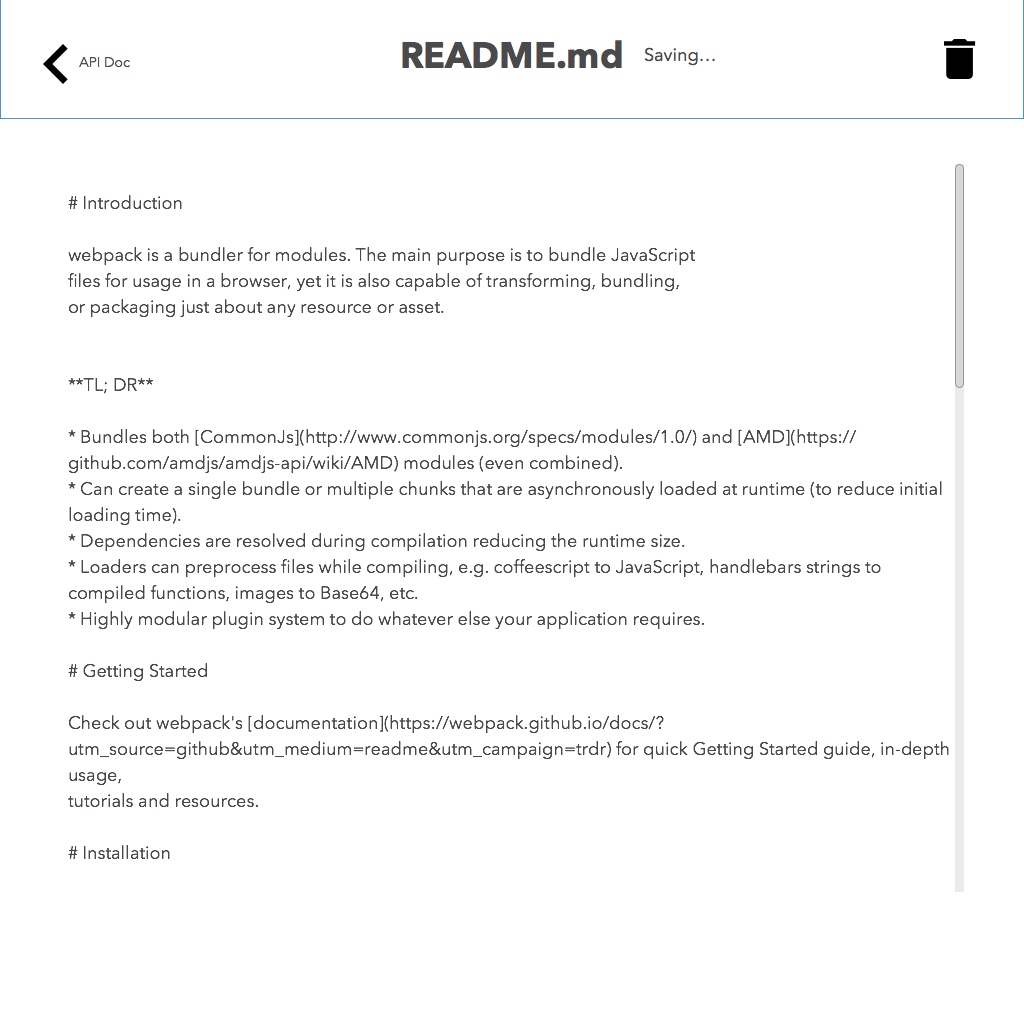 API Doc
README.md Saving...
# Introduction
webpack is a bundler for modules. The main purpose is to bundle JavaScript
files for usage in a browser, yet it is also capable of transforming, bundling,
or packaging just about any resource or asset.
**TL; DR**
* Bundles both [CommonJs](http://www.commonjs.org/specs/modules/1.0/) and [AMD](https://
github.com/amdjs/amdjs-api/wiki/AMD) modules (even combined).
* Can create a single bundle or multiple chunks that are asynchronously loaded at runtime (to reduce initial
loading time).
* Dependencies are resolved during compilation reducing the runtime size.
* Loaders can preprocess files while compiling, e.g. coffeescript to JavaScript, handlebars strings to
compiled functions, images to Base64, etc.
* Highly modular plugin system to do whatever else your application requires.
# Getting Started
Check out webpack's [documentation](https://webpack.github.io/docs/?
utm_source=github&utm_medium=readme&utm_campaign=trdr) for quick Getting Started guide, in-depth
usage,
tutorials and resources.
# Installation